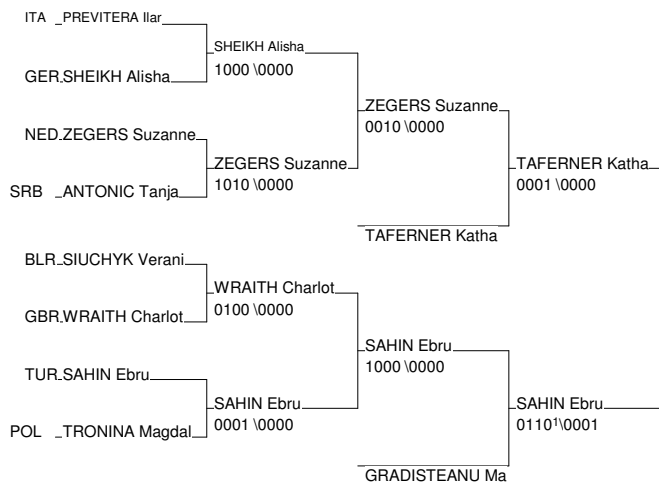 ITA PREVITERA Ilar
SHEIKH Alisha
1000 \0000
GER SHEIKH Alisha
ZEGERS Suzanne
0010 \0000
NED ZEGERS Suzanne
ZEGERS Suzanne
1010 \0000
TAFERNER Katha
0001 \0000
SRB ANTONIC Tanja
TAFERNER Katha
BLR SIUCHYK Verani
WRAITH Charlot
0100 \0000
GBR WRAITH Charlot
SAHIN Ebru
1000 \0000
TUR SAHIN Ebru
SAHIN Ebru
0001 \0000
SAHIN Ebru
0110¹\0001
POL TRONINA Magdal
GRADISTEANU Ma